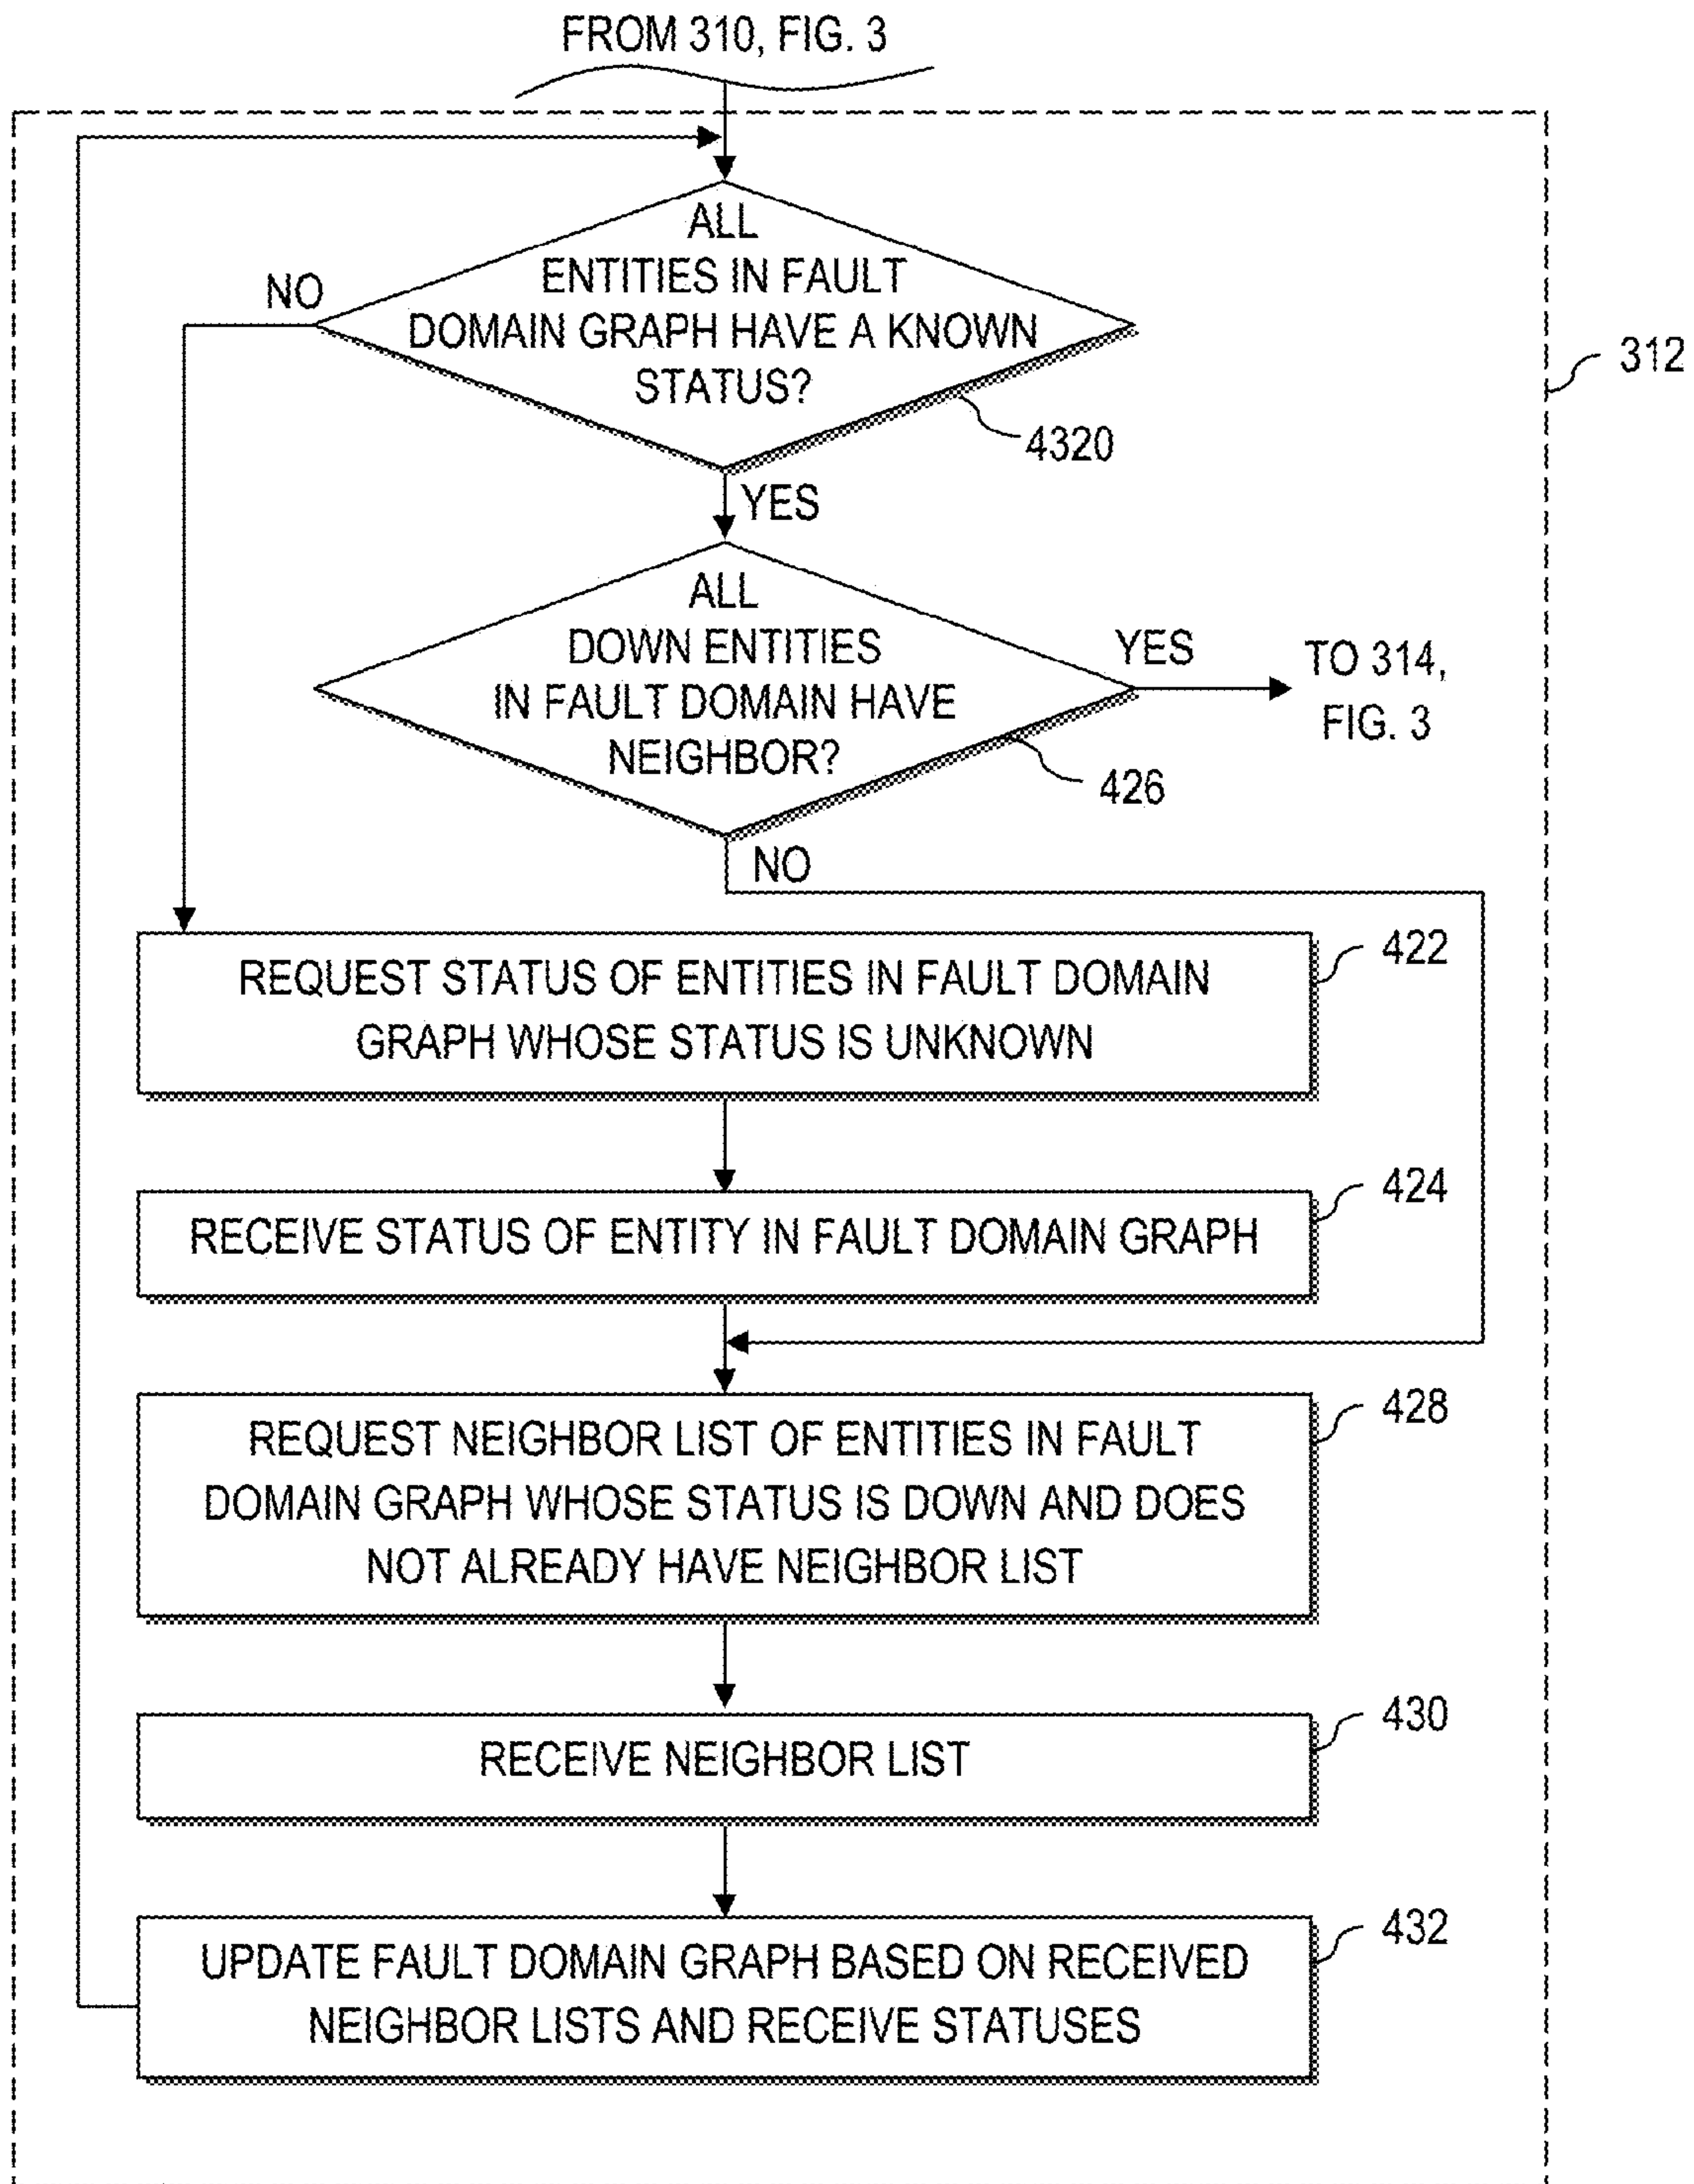 FROM 310, FIG. 3
ALL
ENTITIES IN FAULT
DOMAIN GRAPH HAVE A KNOWN
STATUS?
NO
312
4320
YES
ALL
DOWN ENTITIES
IN FAULT DOMAIN HAVE
NEIGHBOR?
YES
TO 314,
FIG. 3
426
NO
REQUEST STATUS OF ENTITIES IN FAULT DOMAIN
GRAPH WHOSE STATUS IS UNKNOWN
422
RECEIVE STATUS OF ENTITY IN FAULT DOMAIN GRAPH
424
REQUEST NEIGHBOR LIST OF ENTITIES IN FAULT
DOMAIN GRAPH WHOSE STATUS IS DOWN AND DOES
NOT ALREADY HAVE NEIGHBOR LIST
428
RECEIVE NEIGHBOR LIST
430
UPDATE FAULT DOMAIN GRAPH BASED ON RECEIVED
NEIGHBOR LISTS AND RECEIVE STATUSES
432